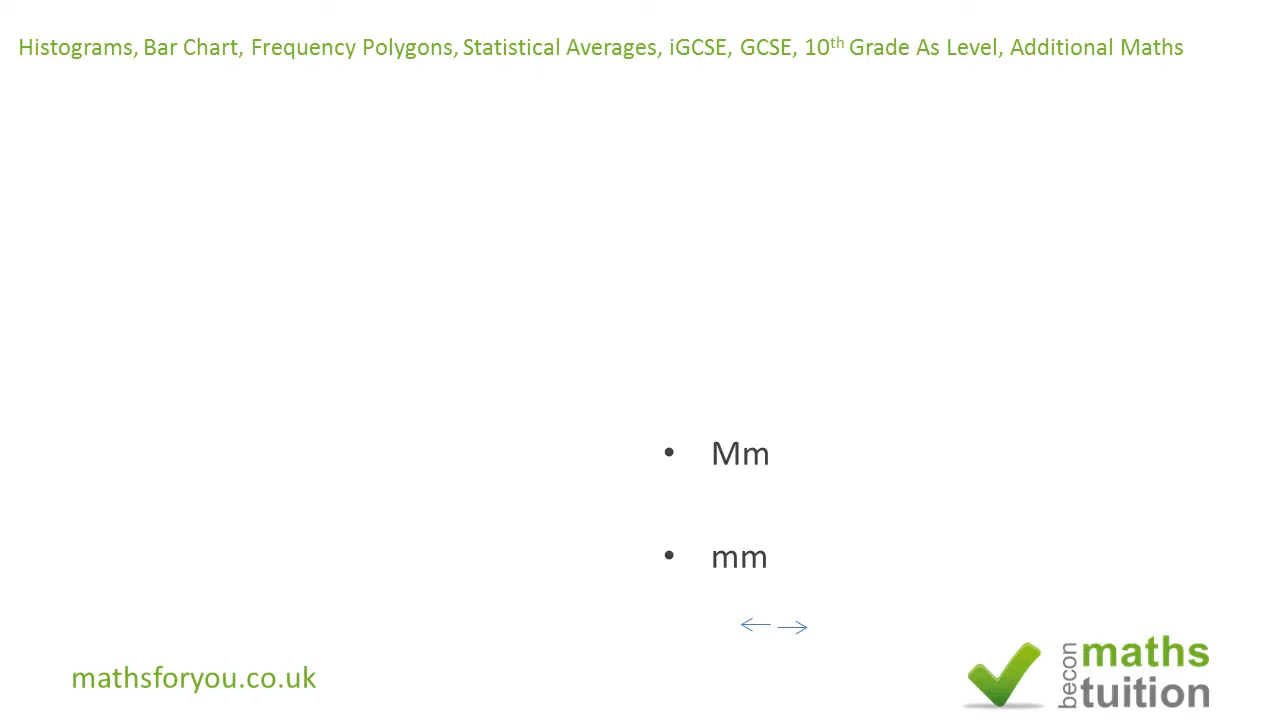 Histograms, Bar Chart, Frequency Polygons, Statistical Averages, iGCSE, GCSE, 10th Grade As Level, Additional Maths
• Mm
• mm
mathsforyou.co.uk
becon maths
tuition